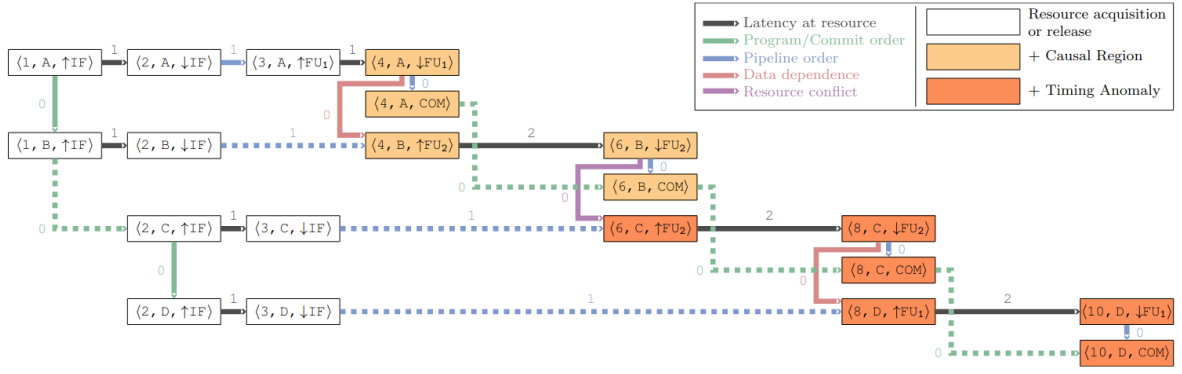 Latency at resource
Program/Commit order
Pipeline order
Data dependence
Resource conflict
Resource acquisition
or release
+ Causal Region
+ Timing Anomaly
1 1 1
⟨1, A, ↑IF⟩ ⟨2, A, ↓IF⟩ ⟨3, A, ↑FU₁⟩ ⟨4, A, ↓FU₁⟩
0
0 ⟨4, A, COM⟩
0
1 1 2
⟨1, B, ↑IF⟩ ⟨2, B, ↓IF⟩ ⟨4, B, ↑FU₂⟩ ⟨6, B, ↓FU₂⟩
0
0 ⟨6, B, COM⟩
0
1 1 2
0 ⟨2, C, ↑IF⟩ ⟨3, C, ↓IF⟩ ⟨6, C, ↑FU₂⟩ ⟨8, C, ↓FU₂⟩
0
0 0 ⟨8, C, COM⟩
0
1 1 2
⟨2, D, ↑IF⟩ ⟨3, D, ↓IF⟩ ⟨8, D, ↑FU₁⟩ ⟨10, D, ↓FU₁⟩
0
0 ⟨10, D, COM⟩